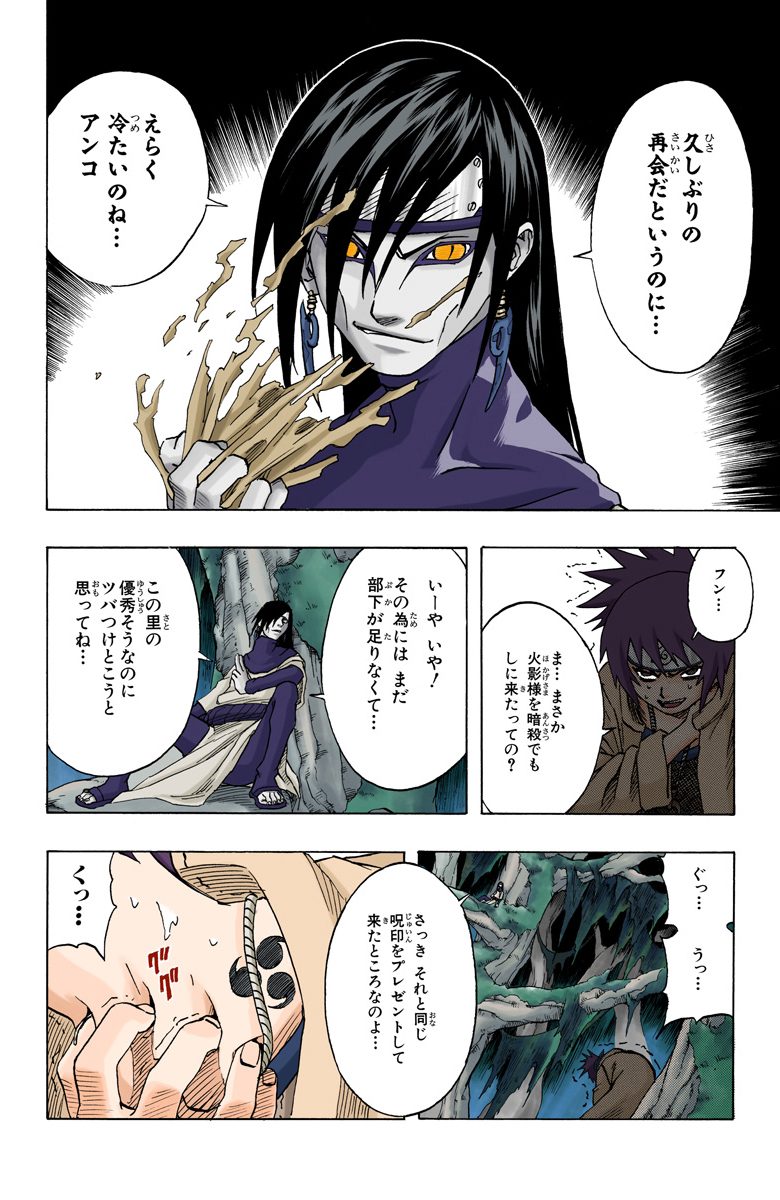 久しぶりの
再会だというのに…
えらく
冷たいのね…
アンコ
フン…
ま… まさか
火影様を暗殺でも
しに来たっての？
いーや いや！
その為には まだ
部下が足りなくて…
この里の
優秀そうなのに
ツバつけとこうと
思ってね…
ぐっ… うっ…
さっき それと同じ
呪印をプレゼントして
来たところなのよ…
くっ…
グ
グ